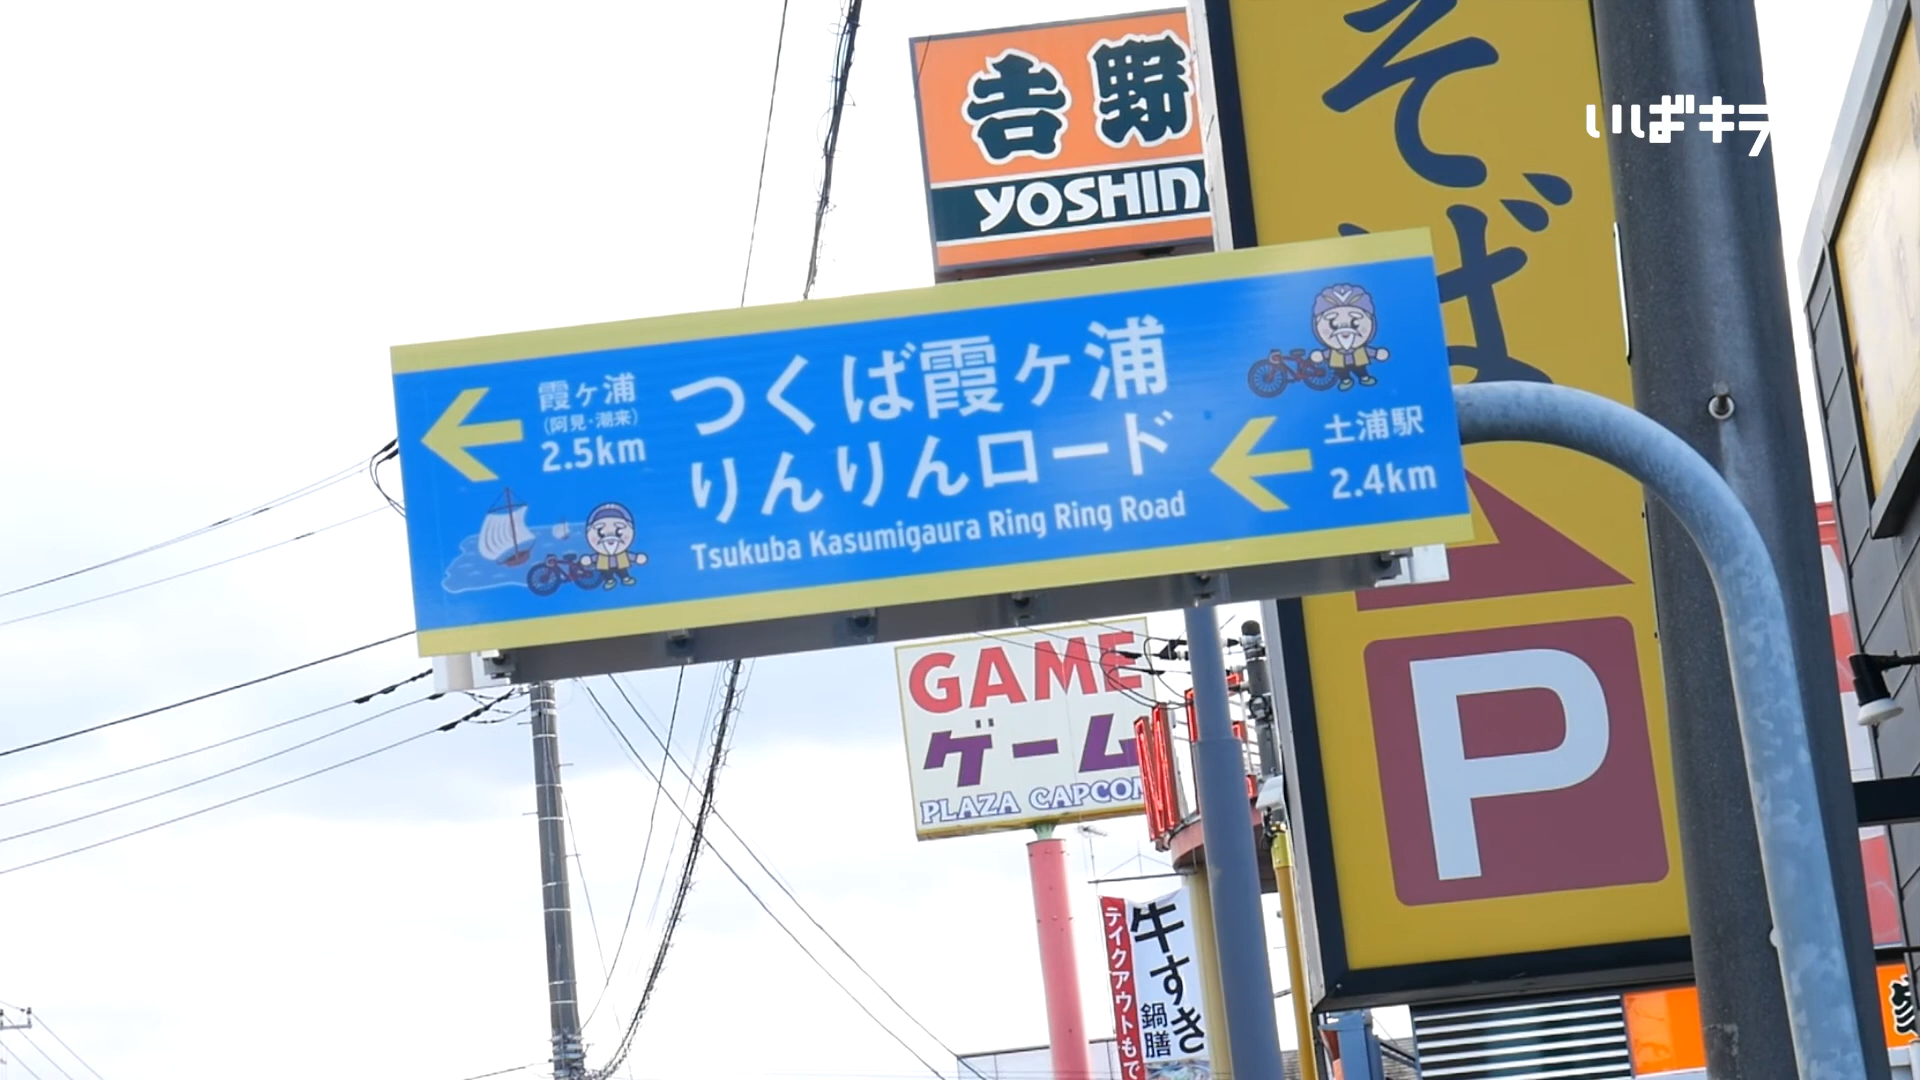 吉野
YOSHIN
そば
いばキラ
霞ヶ浦
(阿見・潮来)
2.5km
つくば霞ヶ浦
りんりんロード
Tsukuba Kasumigaura Ring Ring Road
土浦駅
2.4km
P
GAME
ゲーム
PLAZA CAPCOM
牛すき
鍋膳
テイクアウトもで